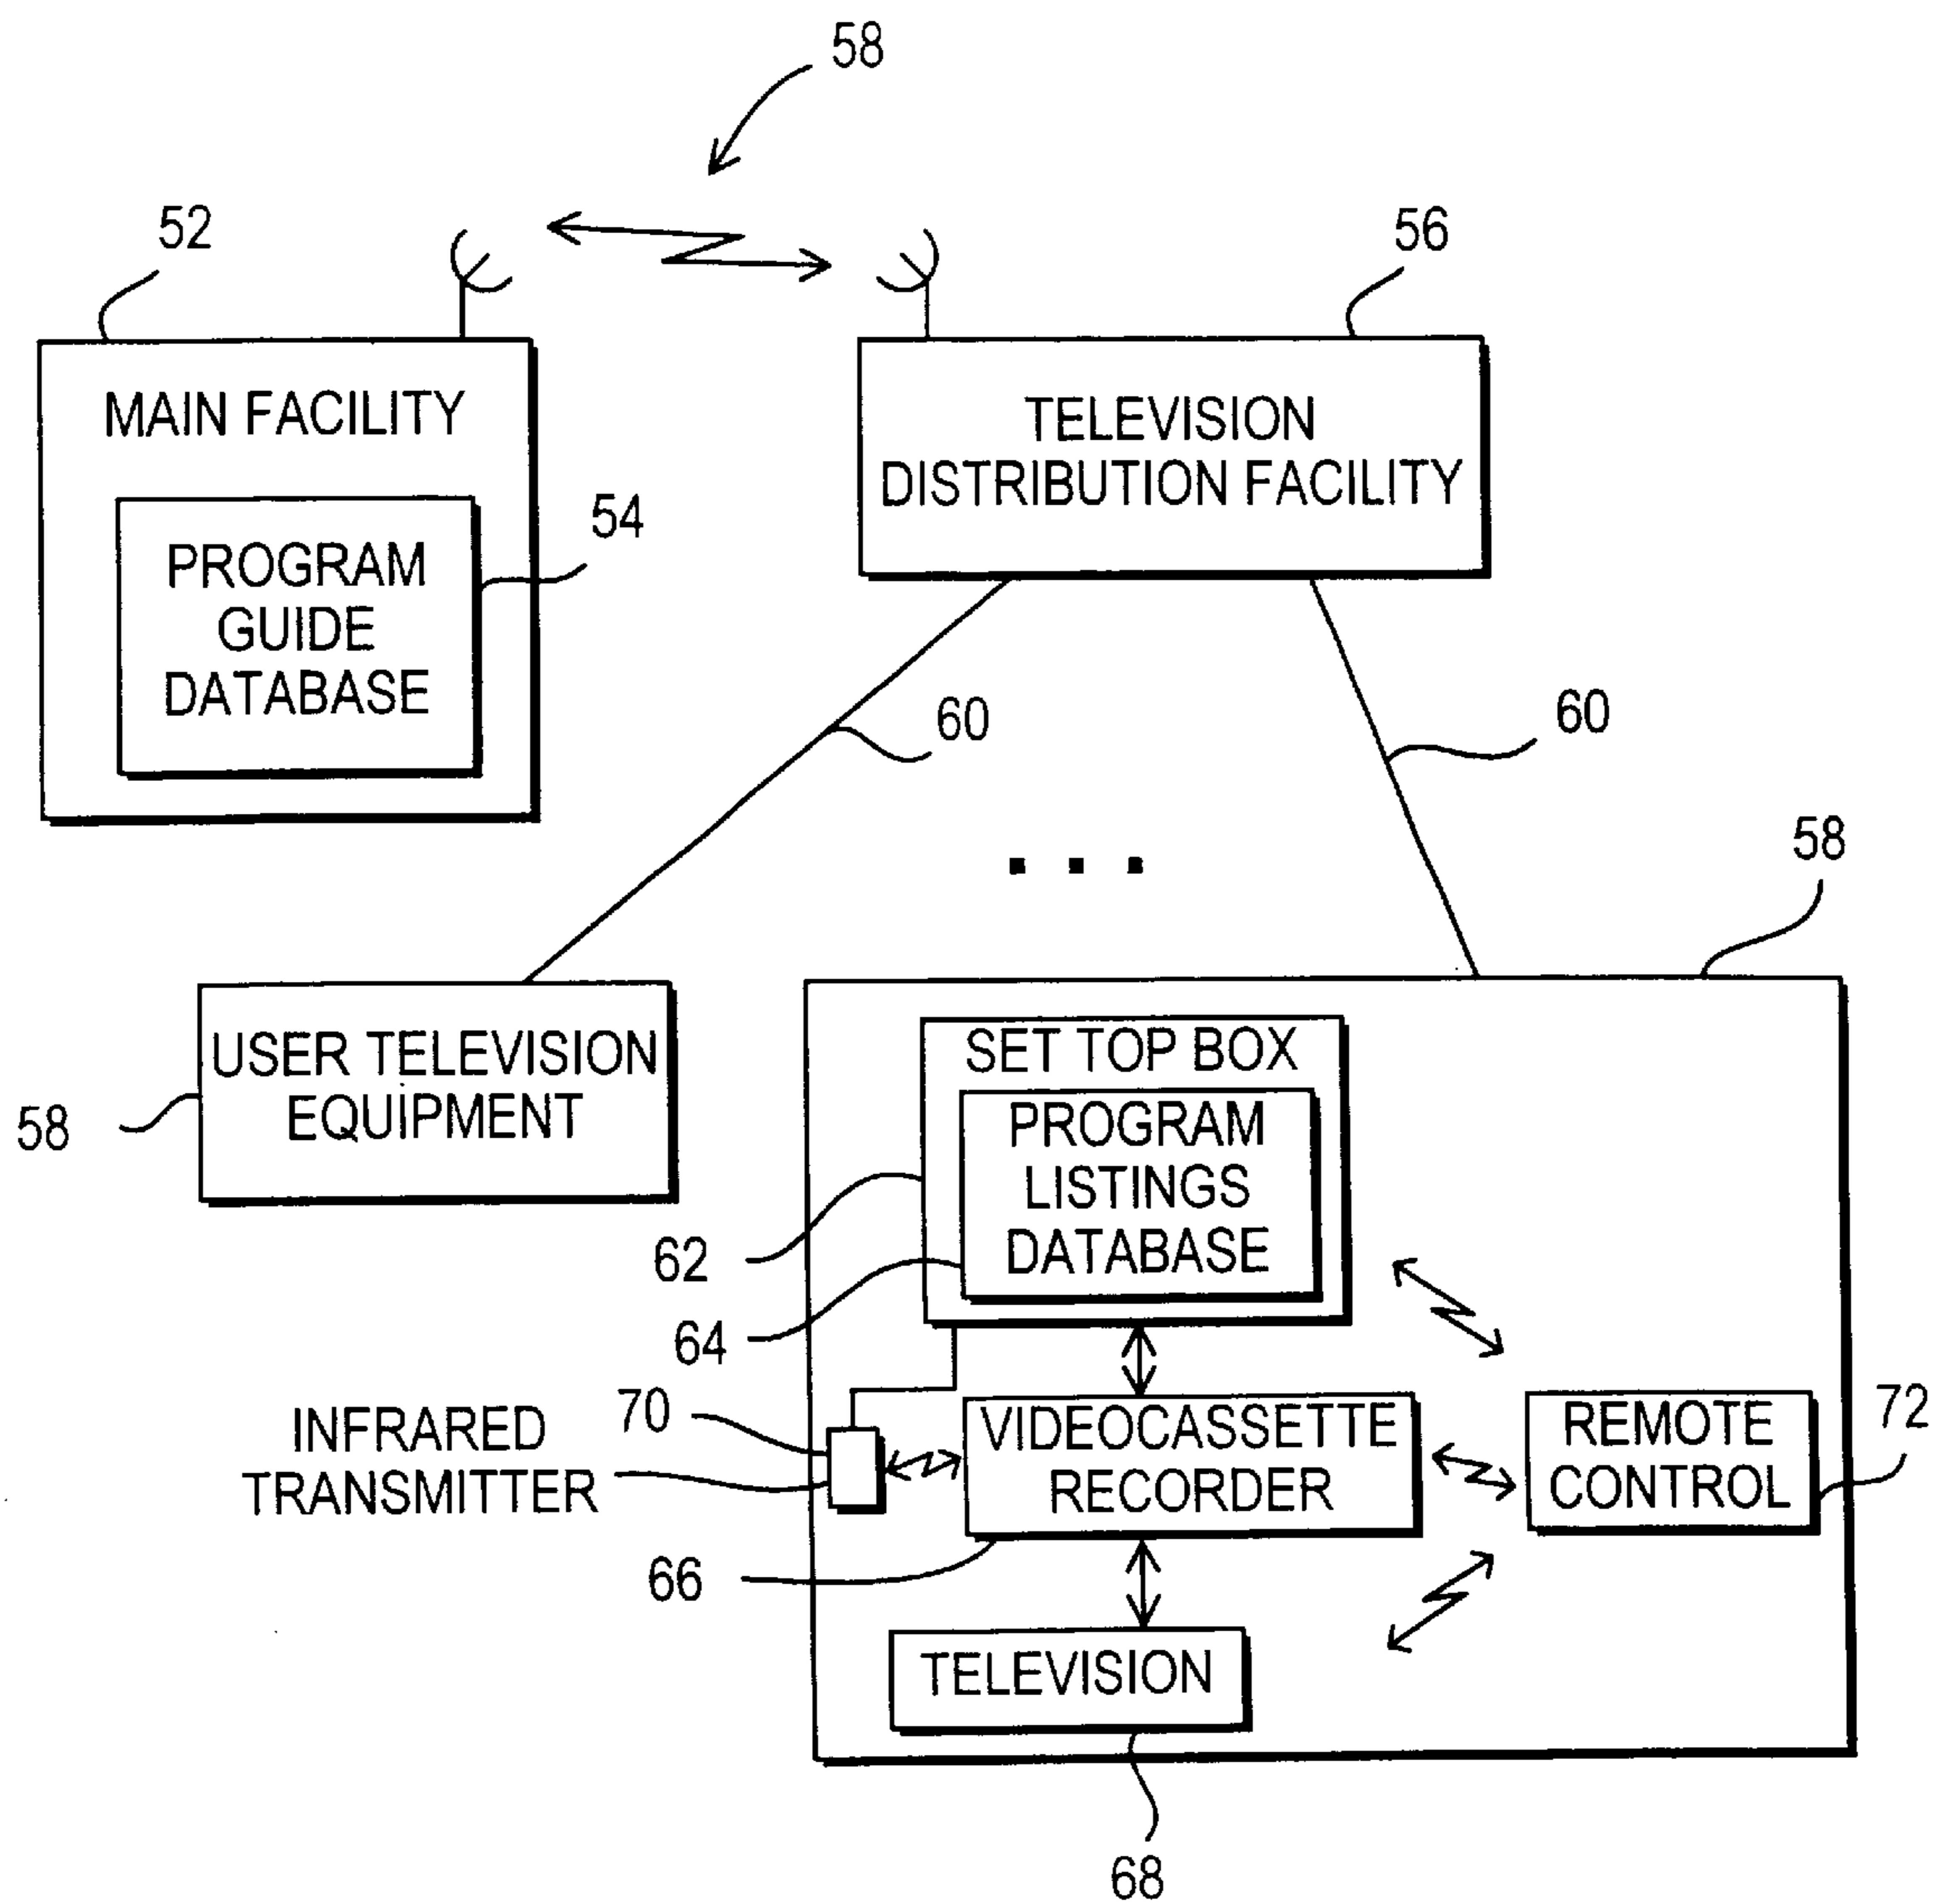 58
52
56
MAIN FACILITY
TELEVISION
DISTRIBUTION FACILITY
54
PROGRAM
GUIDE
DATABASE
60
60
58
USER TELEVISION
EQUIPMENT
58
SET TOP BOX
PROGRAM
LISTINGS
DATABASE
62
64
70
INFRARED
TRANSMITTER
VIDEOCASSETTE
RECORDER
REMOTE
CONTROL
72
66
TELEVISION
68